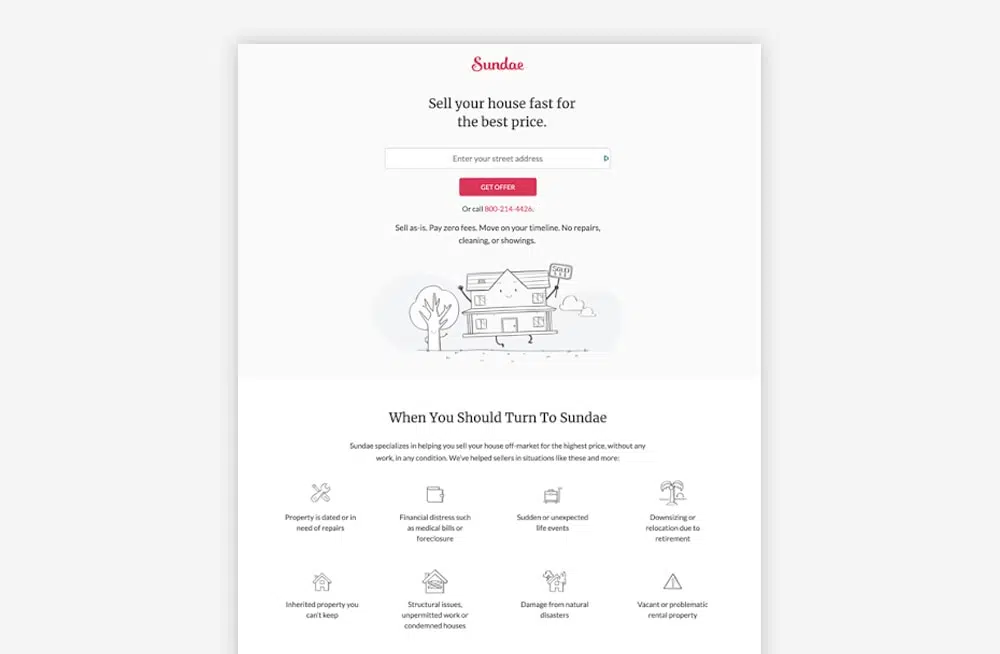 Sundae
Sell your house fast for
the best price.
Enter your street address
GET OFFER
Or call 800-214-4426.
Sell as-is. Pay zero fees. Move on your timeline. No repairs,
cleaning, or showings.
SOLD
When You Should Turn To Sundae
Sundae specializes in helping you sell your house off-market for the highest price, without any
work, in any condition. We've helped sellers in situations like these and more:
Property is dated or in
need of repairs
Financial distress such
as medical bills or
foreclosure
Sudden or unexpected
life events
Downsizing or
relocation due to
retirement
Inherited property you
can't keep
Structural issues,
unpermitted work or
condemned houses
Damage from natural
disasters
Vacant or problematic
rental property